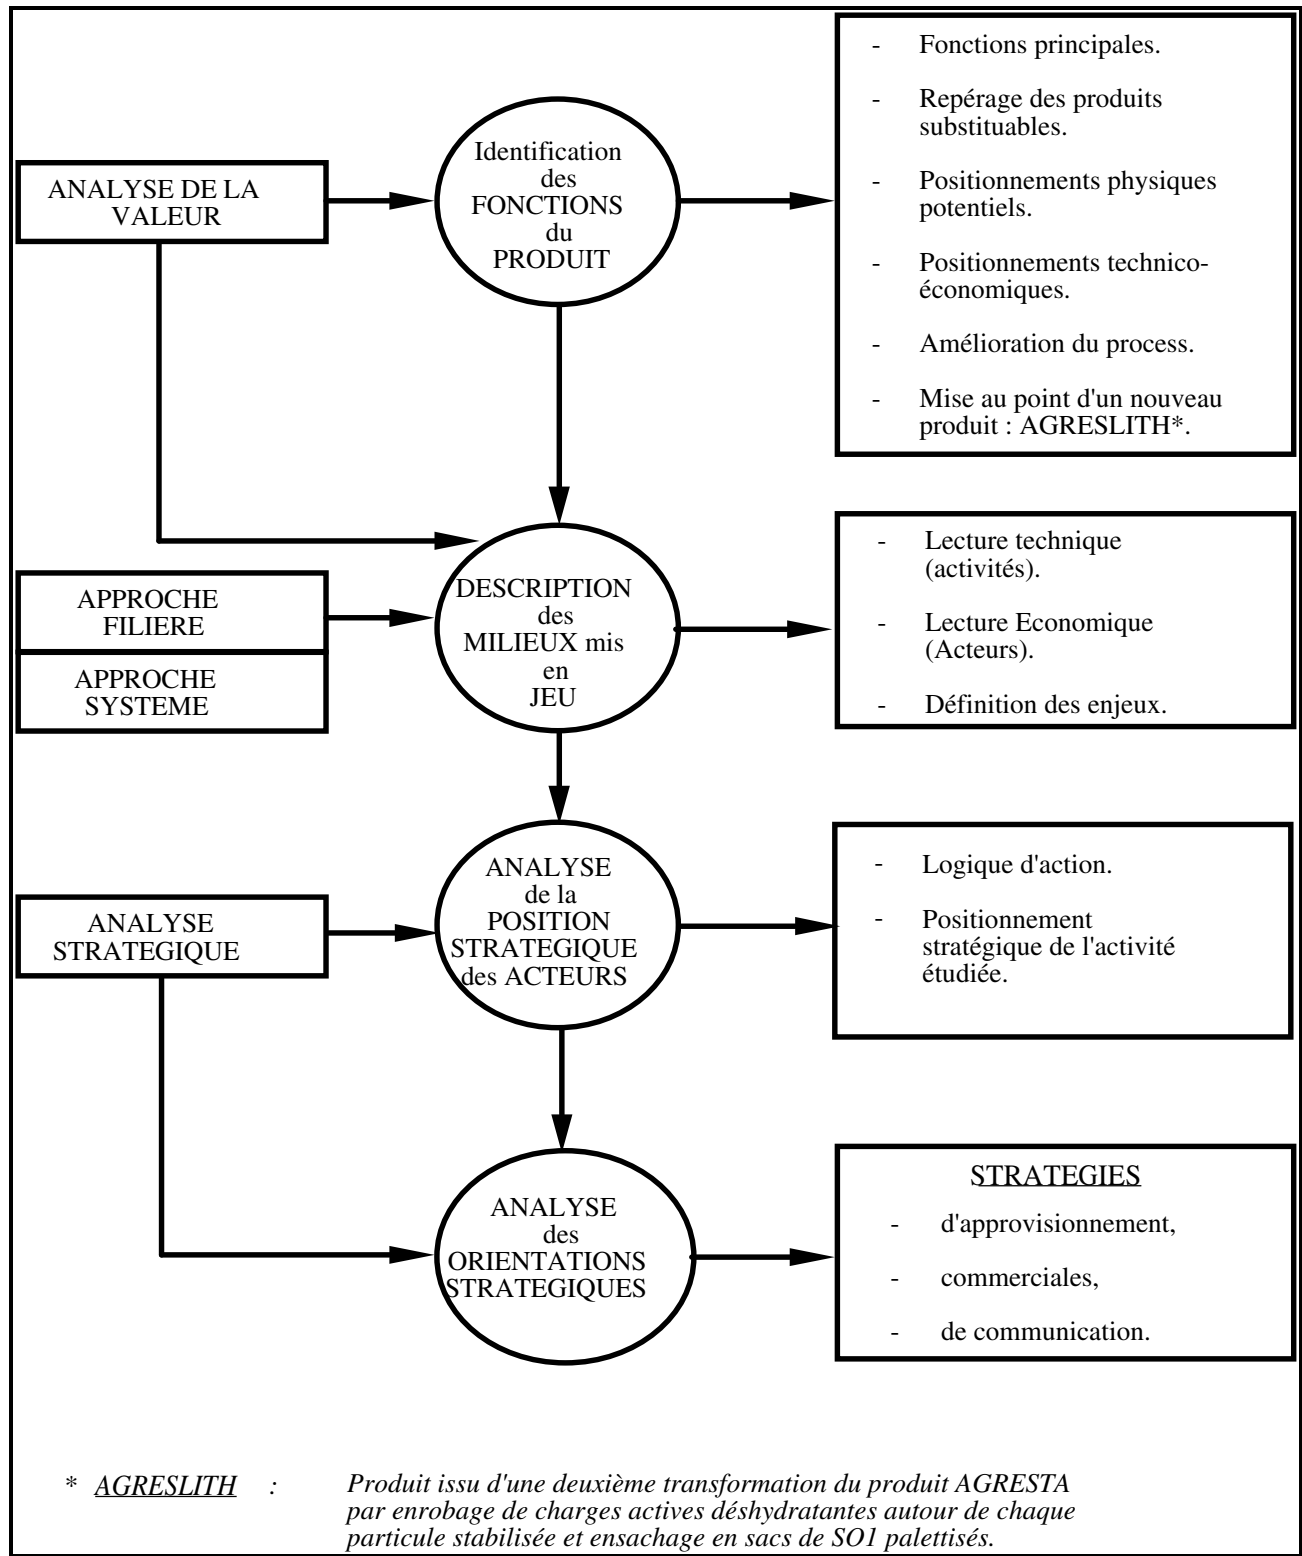 - Fonctions principales.
- Repérage des produits
substituables.
- Positionnements physiques
potentiels.
- Positionnements technico-
économiques.
- Amélioration du process.
- Mise au point d'un nouveau
produit : AGRESLITH*.
ANALYSE DE LA
VALEUR
Identification
des
FONCTIONS
du
PRODUIT
APPROCHE
FILIERE
APPROCHE
SYSTEME
DESCRIPTION
des
MILIEUX mis
en
JEU
- Lecture technique
(activités).
- Lecture Economique
(Acteurs).
- Définition des enjeux.
ANALYSE
STRATEGIQUE
ANALYSE
de la
POSITION
STRATEGIQUE
des ACTEURS
- Logique d'action.
- Positionnement
stratégique de l'activité
étudiée.
ANALYSE
des
ORIENTATIONS
STRATEGIQUES
STRATEGIES
- d'approvisionnement,
- commerciales,
- de communication.
* AGRESLITH : Produit issu d'une deuxième transformation du produit AGRESTA
par enrobage de charges actives déshydratantes autour de chaque
particule stabilisée et ensachage en sacs de SO1 palettisés.